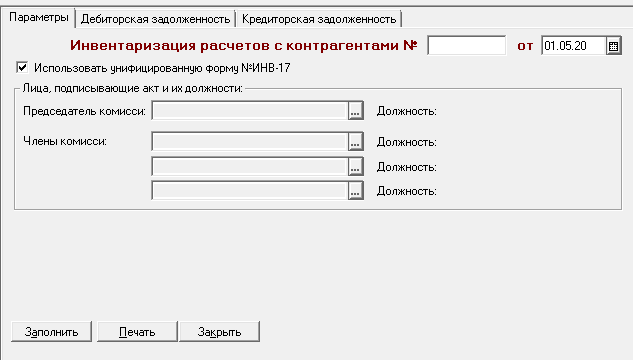 Параметры Дебиторская задолженность Кредиторская задолженность
Инвентаризация расчетов с контрагентами № от 01.05.20
Использовать унифицированную форму №ИНВ-17
Лица, подписывающие акт и их должности:
Председатель комисси: ... Должность:
Члены комисси: ... Должность:
... Должность:
... Должность:
Заполнить Печать Закрыть